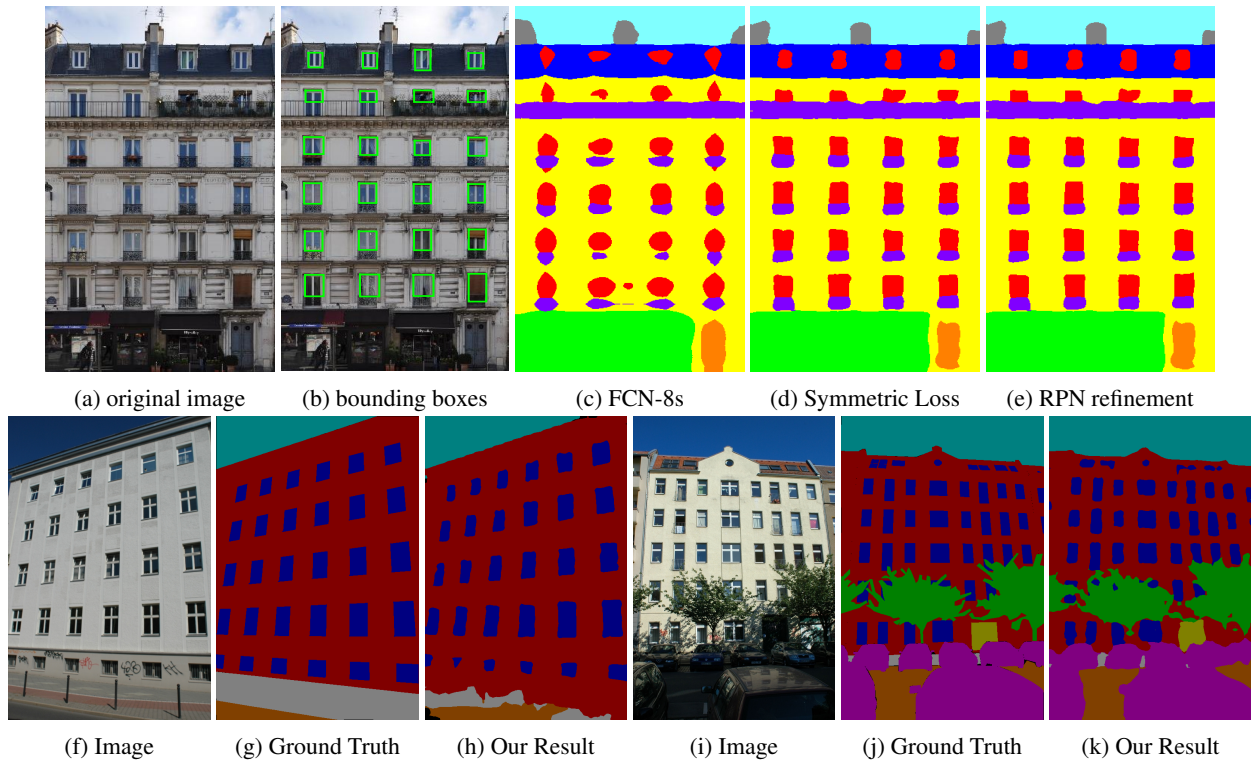 (a) original image
(b) bounding boxes
(c) FCN-8s
(d) Symmetric Loss
(e) RPN refinement
(f) Image
(g) Ground Truth
(h) Our Result
(i) Image
(j) Ground Truth
(k) Our Result